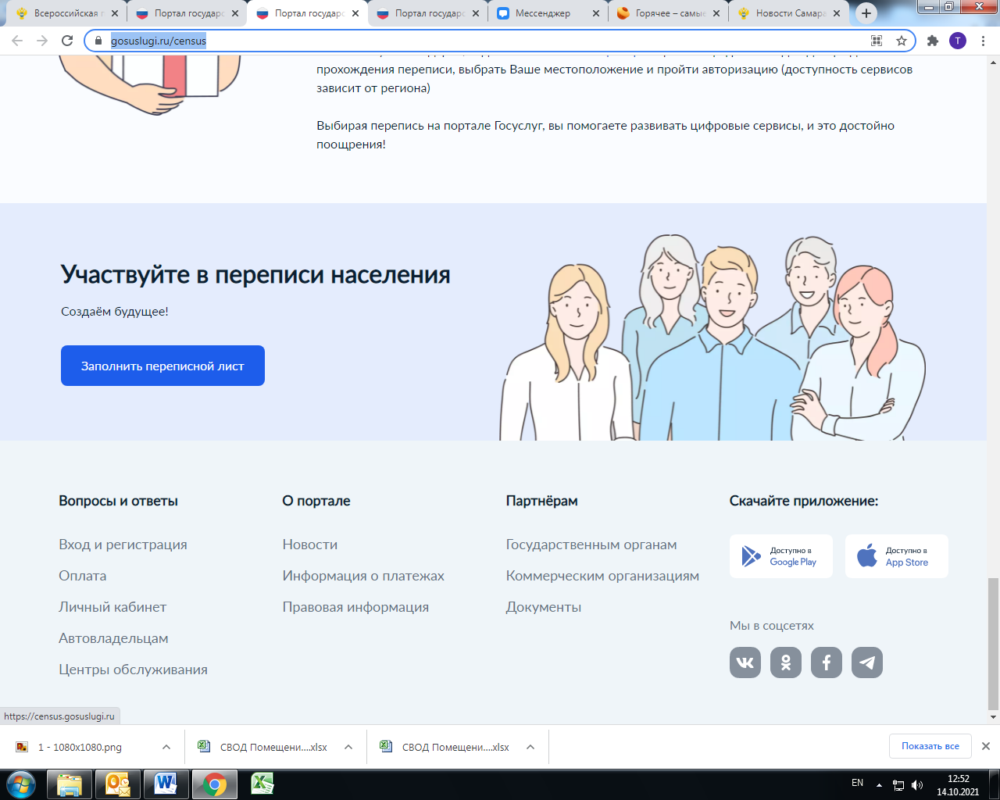 Всероссийская п
Портал государс
Портал государс
Портал государс
Мессенджер
Горячее – самые
Новости Самара
gosuslugi.ru/census
T
прохождения переписи, выбрать Ваше местоположение и пройти авторизацию (доступность сервисов
зависит от региона)
Выбирая перепись на портале Госуслуг, вы помогаете развивать цифровые сервисы, и это достойно
поощрения!
Участвуйте в переписи населения
Создаём будущее!
Заполнить переписной лист
Вопросы и ответы
Вход и регистрация
Оплата
Личный кабинет
Автовладельцам
Центры обслуживания
О портале
Новости
Информация о платежах
Правовая информация
Партнёрам
Государственным органам
Коммерческим организациям
Документы
Скачайте приложение:
Доступно в
Google Play
Доступно в
App Store
Мы в соцсетях
https://census.gosuslugi.ru
1 - 1080x1080.png
СВОД Помещени....xlsx
СВОД Помещени....xlsx
Показать все
EN
12:52
14.10.2021